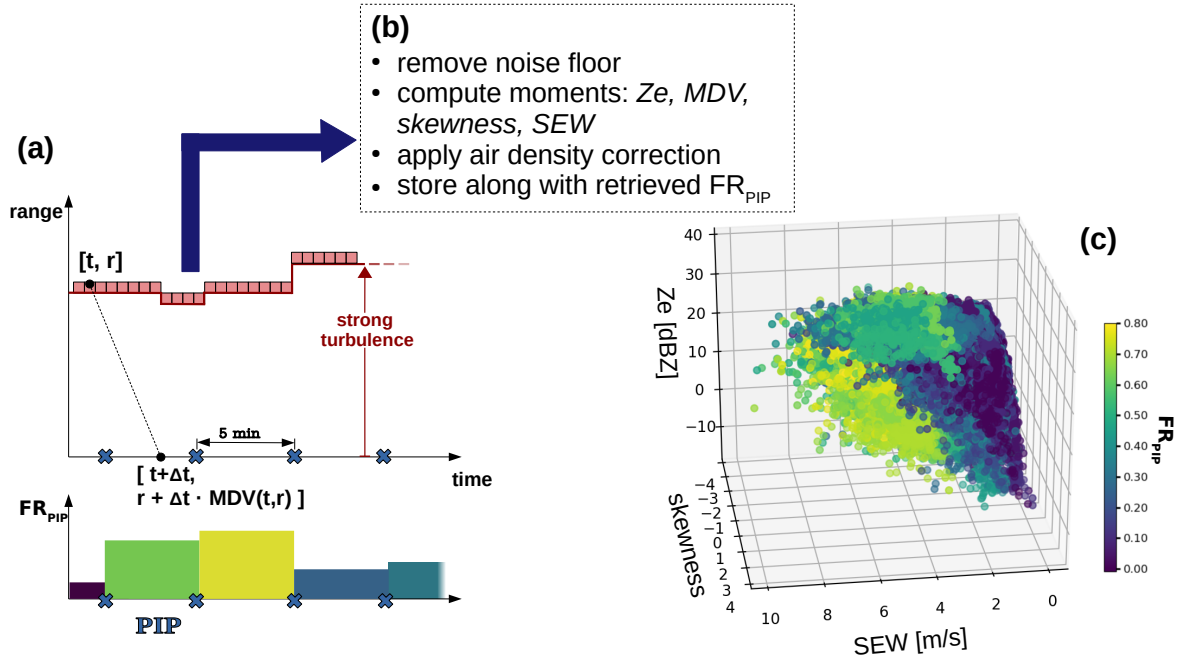 (b)
• remove noise floor
• compute moments: Ze, MDV,
skewness, SEW
• apply air density correction
• store along with retrieved FR_PIP
(a)
range
[t, r]
strong
turbulence
5 min
time
[ t+Δt,
r + Δt · MDV(t,r) ]
FR_PIP
PIP
(c)
Ze [dBZ]
40
30
20
10
0
−10
skewness
−4
−3
−2
−1
0
1
2
3
4
SEW [m/s]
10
8
6
4
2
0
FR_PIP
0.80
0.70
0.60
0.50
0.40
0.30
0.20
0.10
0.00